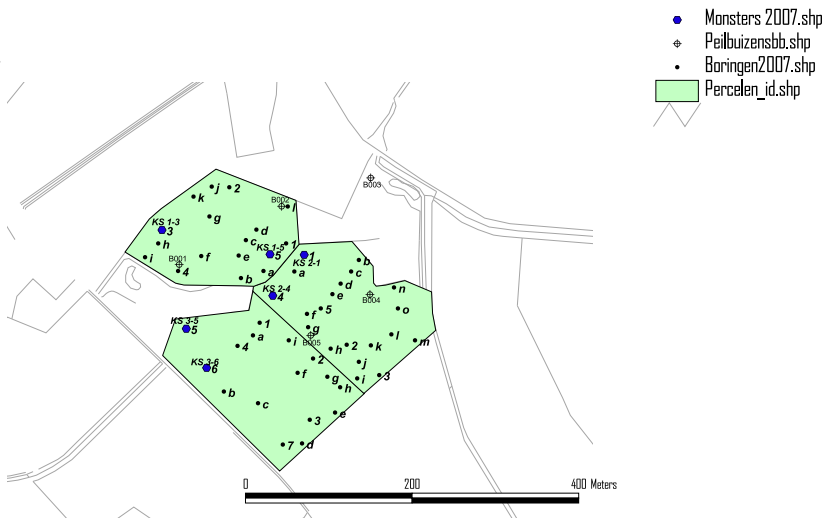 Monsters 2007.shp
Peilbuizensbb.shp
Boringen2007.shp
Percelen_id.shp
B003
j 2
k
B002 l
g
KS 1-3
3
d
c 1
h
KS 1-5
5
KS 2-1
1
B001
i f e
b
4 a a c
b
d
n
KS 2-4
4
e B004
5 o
f
KS 3-5
5
1 g
a B005 l
i m
4 h 2 k
2 j
KS 3-6
6
f g i 3
h
b
c
e
3
7 d
0 200 400 Meters